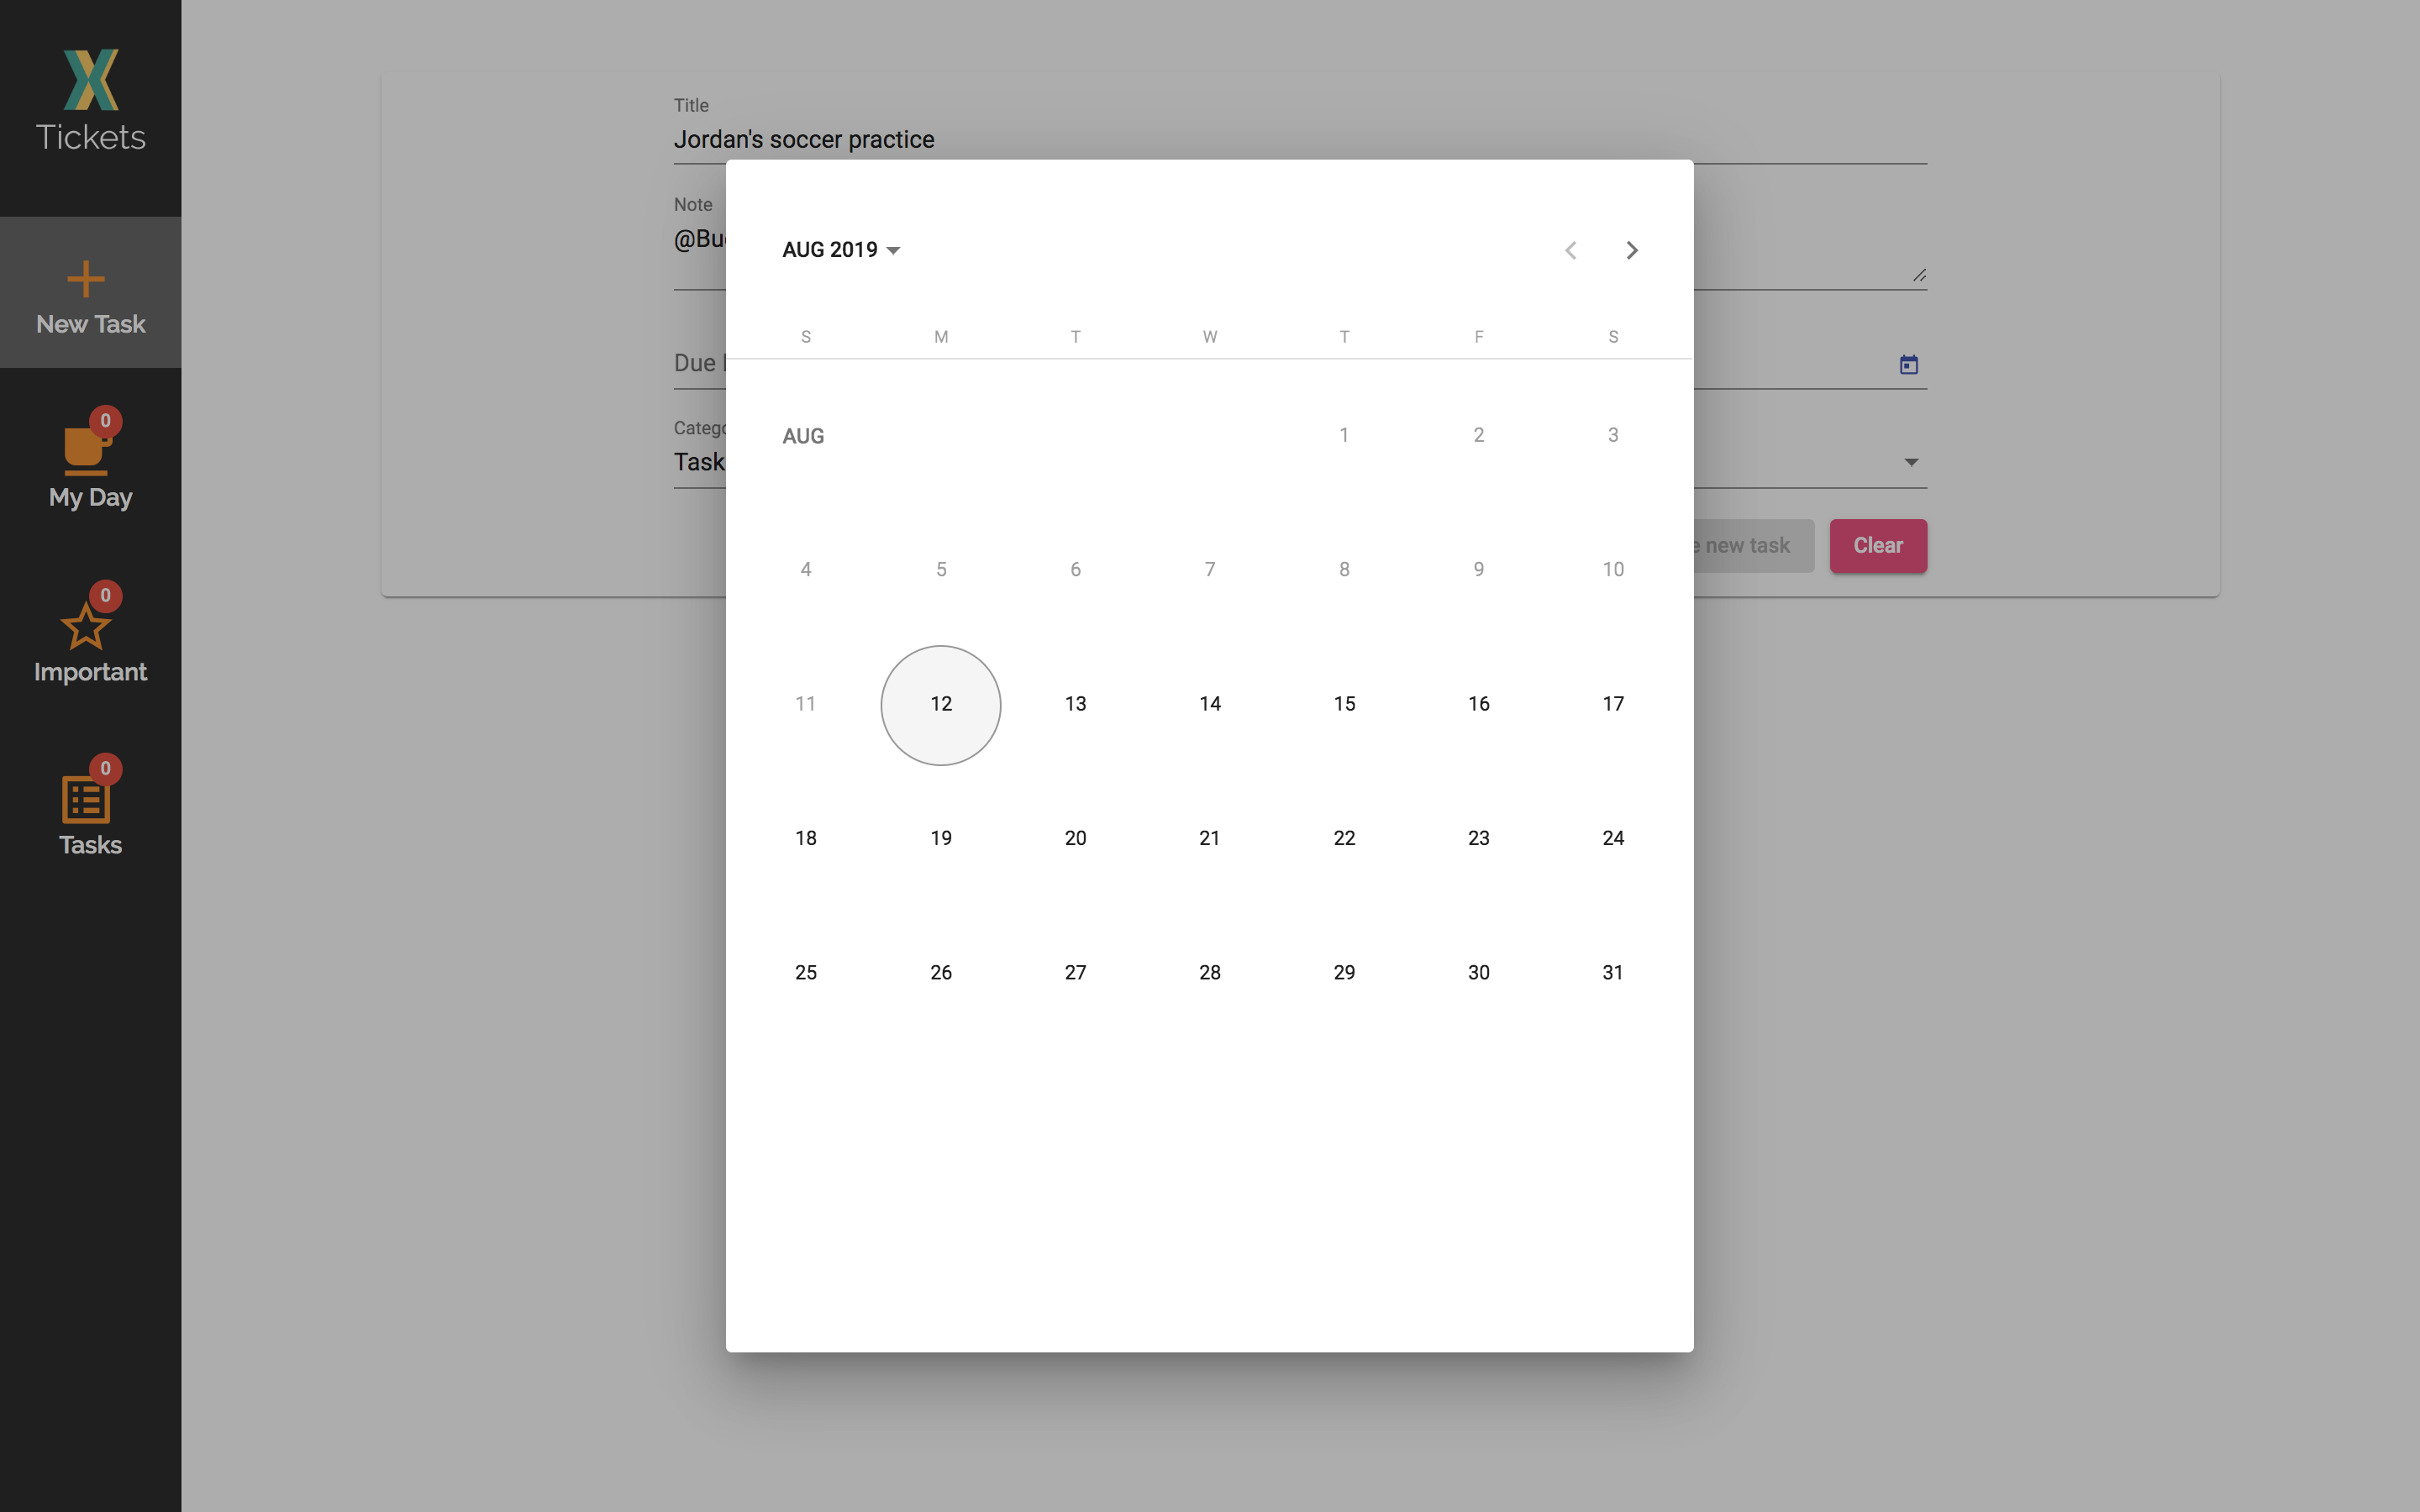 Tickets
New Task
0
My Day
0
Important
0
Tasks
Title
Jordan's soccer practice
Note
Due
Task
new task
Clear
AUG 2019
S M T W T F S
AUG 1 2 3
4 5 6 7 8 9 10
11 12 13 14 15 16 17
18 19 20 21 22 23 24
25 26 27 28 29 30 31